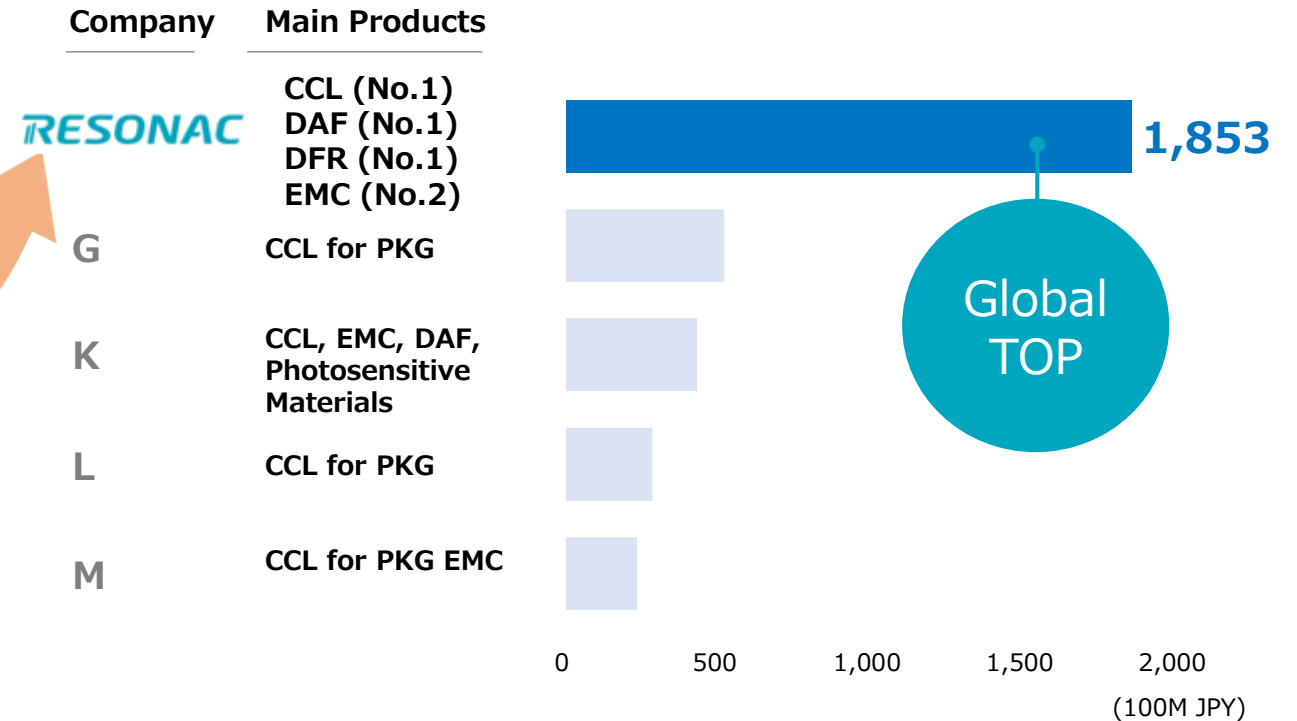 Company Main Products
RESONAC
CCL (No.1)
DAF (No.1)
DFR (No.1)
EMC (No.2)
1,853
G
CCL for PKG
Global
TOP
K
CCL, EMC, DAF,
Photosensitive
Materials
L
CCL for PKG
M
CCL for PKG EMC
0 500 1,000 1,500 2,000
(100M JPY)